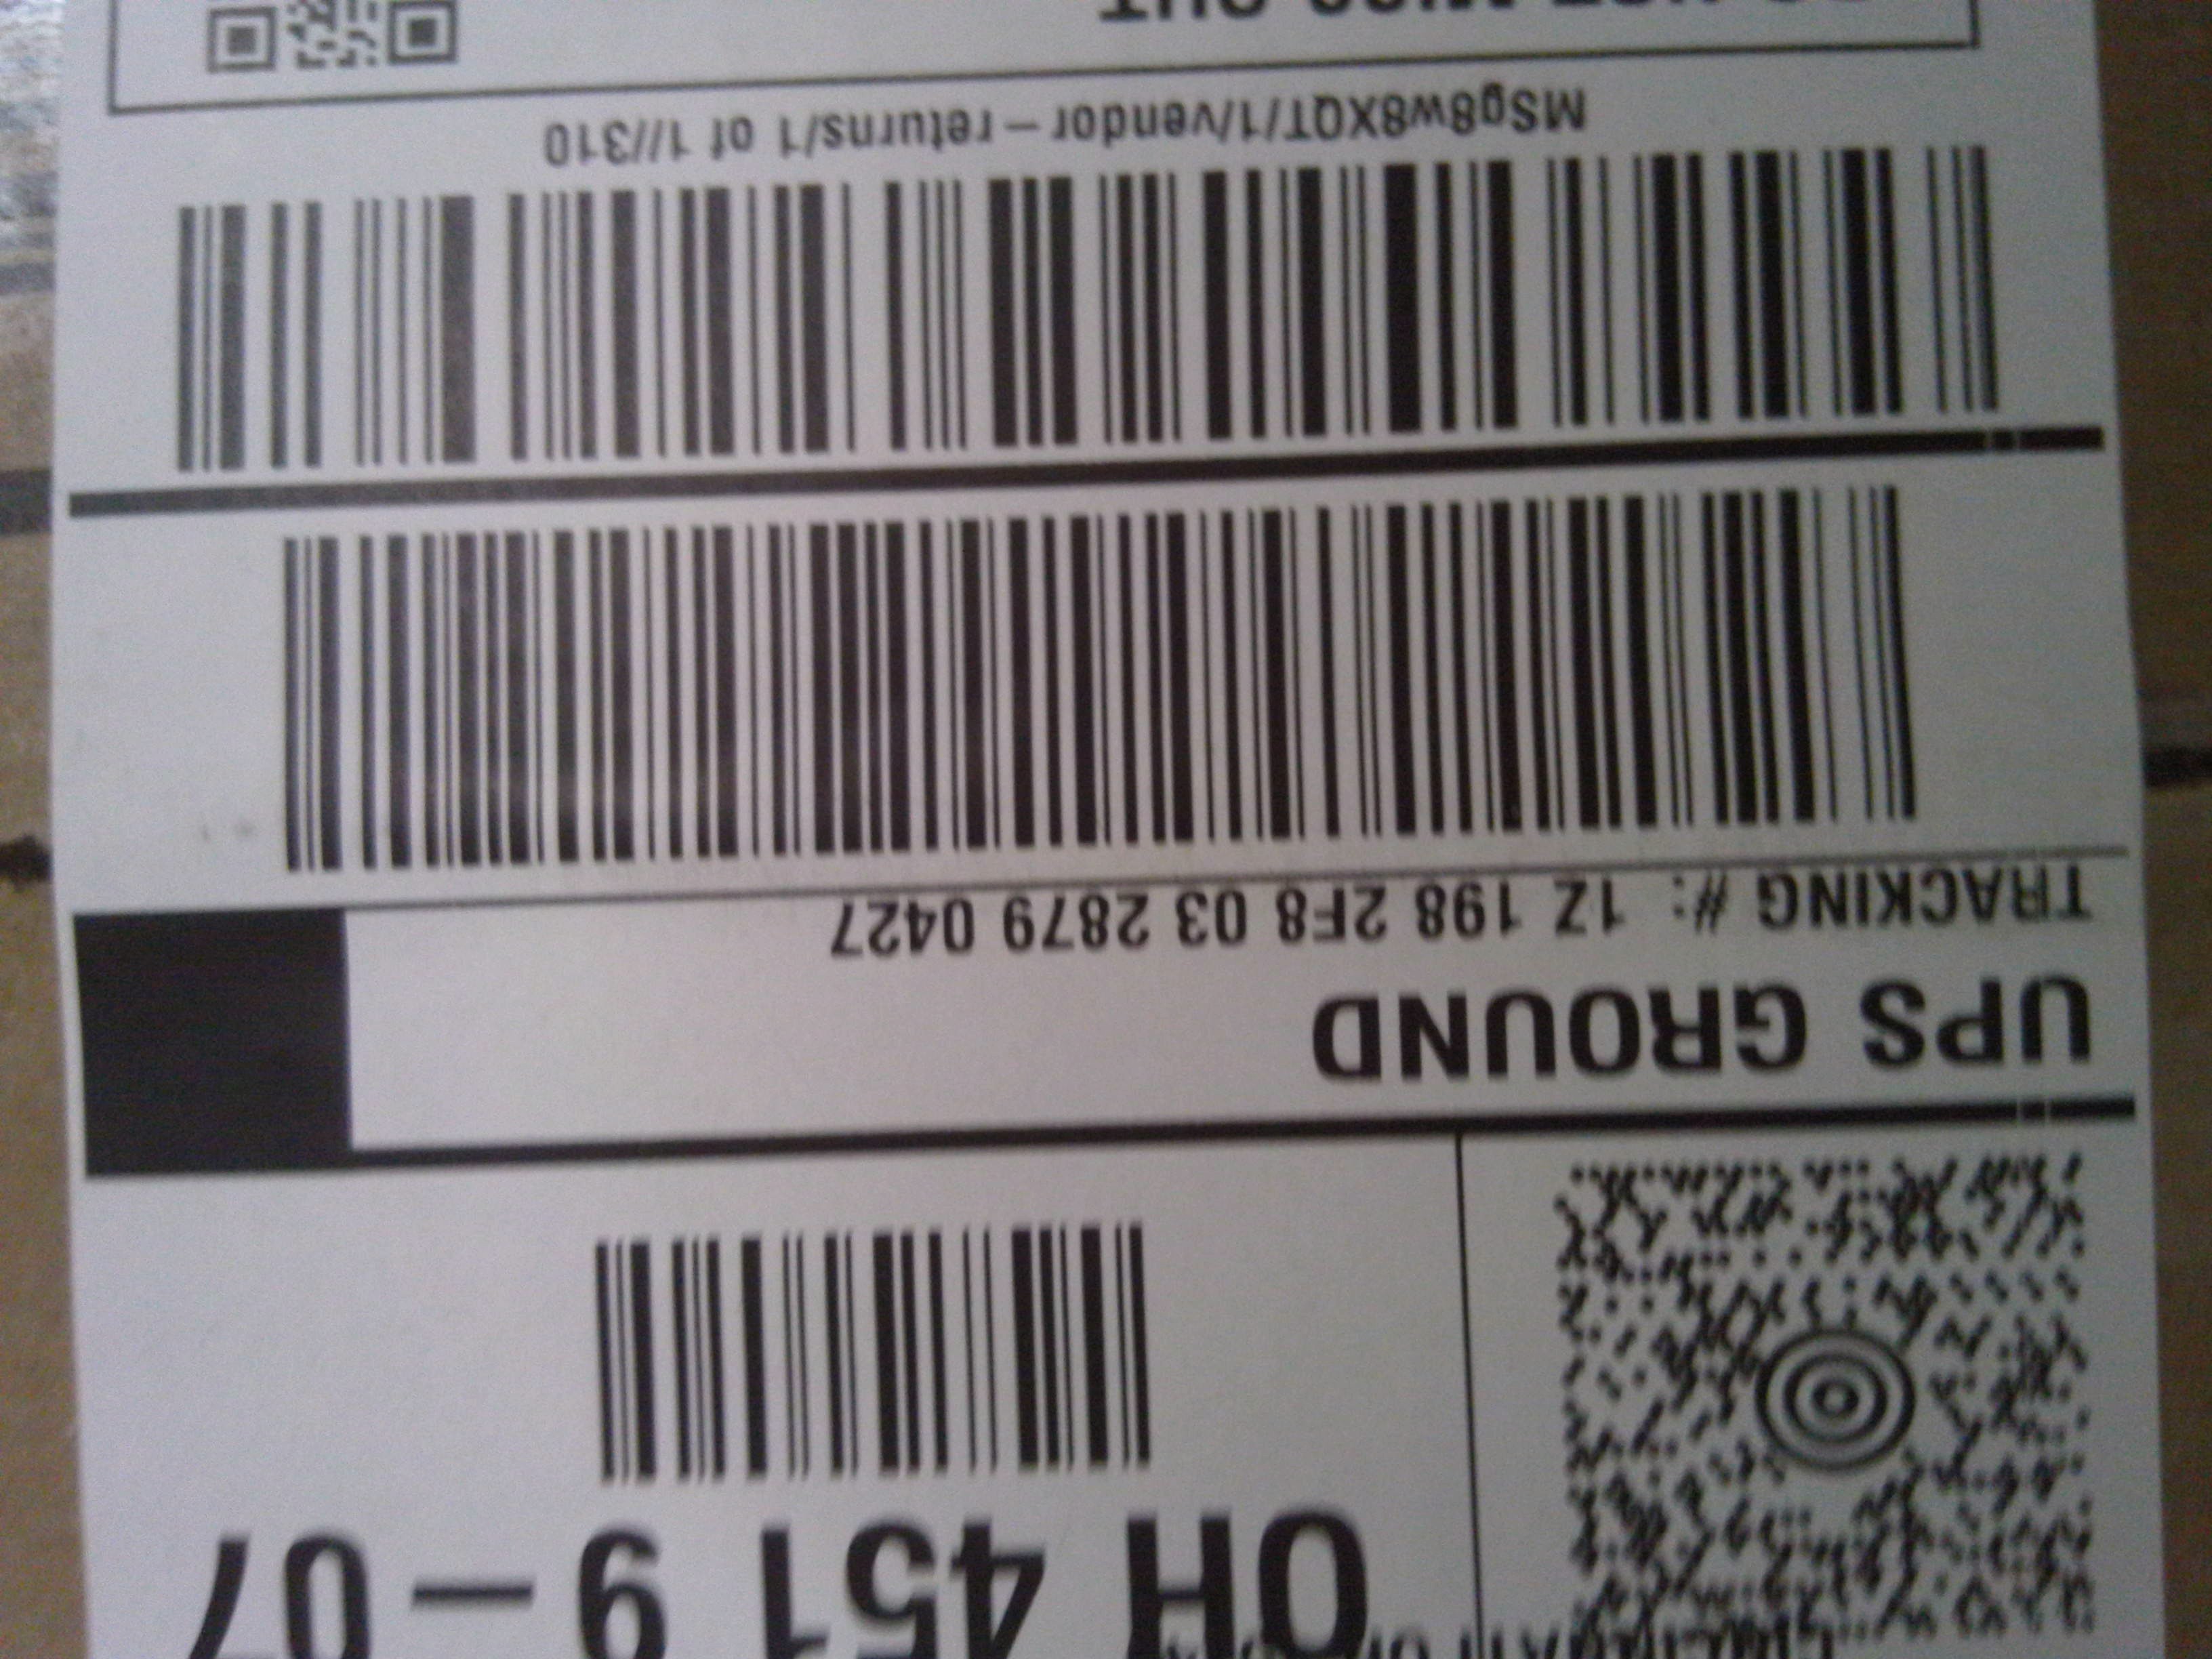 OH 451 9-07
UPS GROUND
TRACKING #: 1Z 198 2F8 03 2879 0427
MSg8w8XQT/1/vendor-returns/1 of 1///310